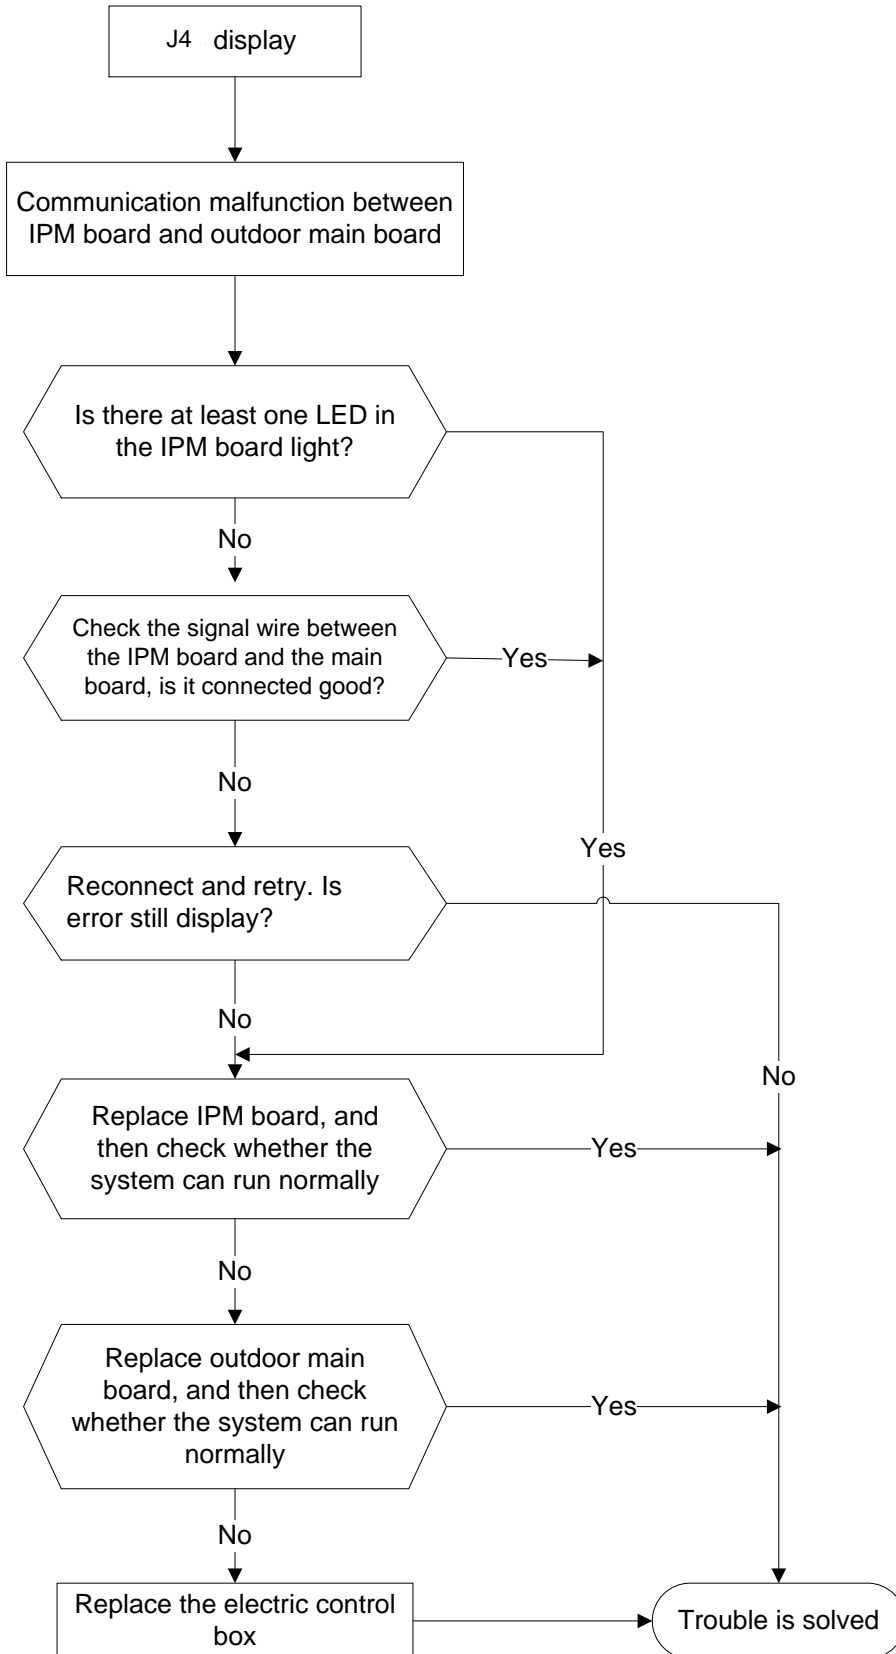 J4 display
Communication malfunction between
IPM board and outdoor main board
Is there at least one LED in
the IPM board light?
No
Check the signal wire between
the IPM board and the main
board, is it connected good?
Yes
No
Yes
Reconnect and retry. Is
error still display?
No
No
Replace IPM board, and
then check whether the
system can run normally
Yes
No
Replace outdoor main
board, and then check
whether the system can run
normally
Yes
No
Replace the electric control
box
Trouble is solved